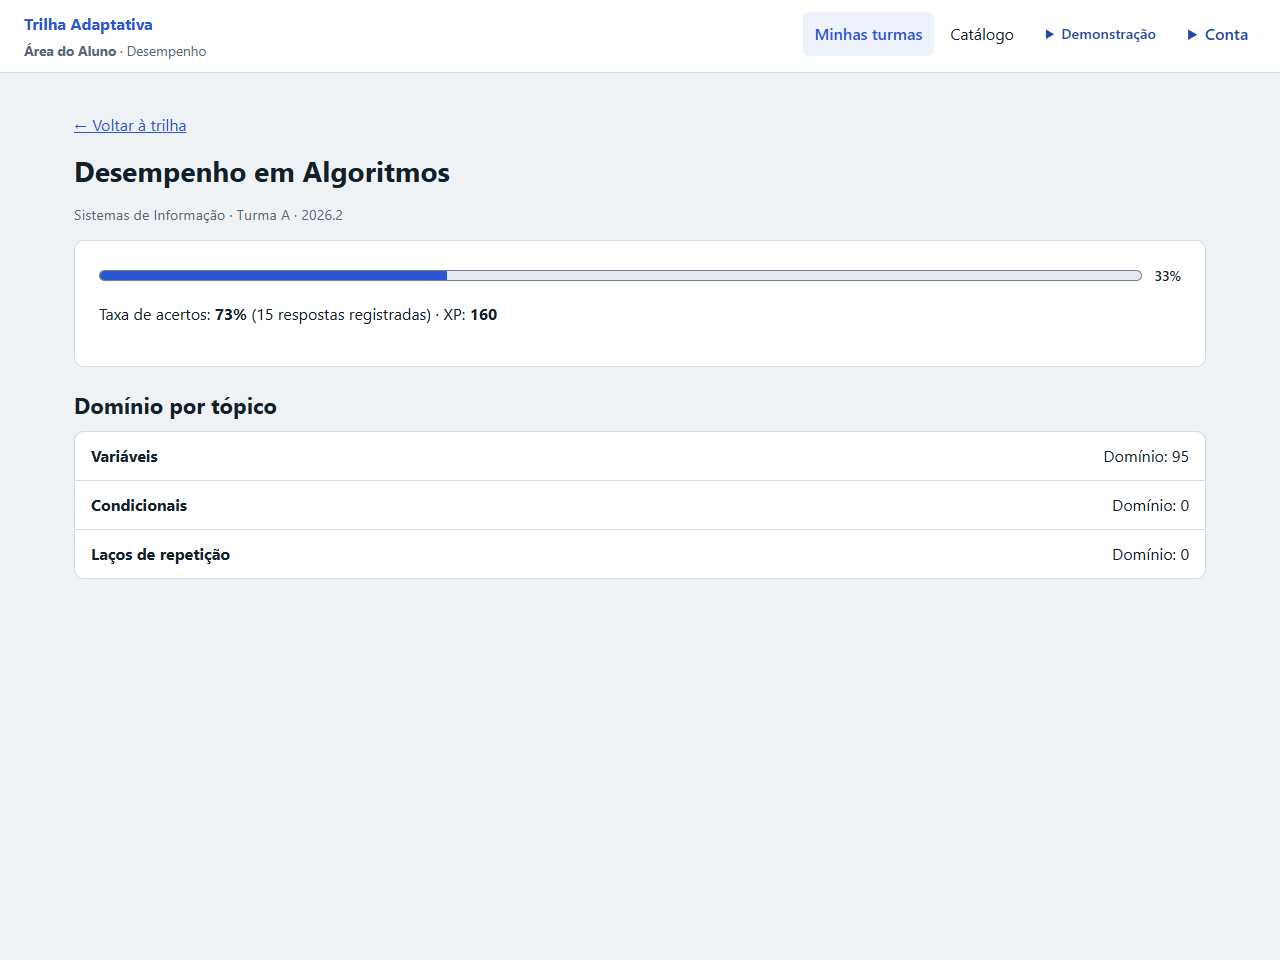 Trilha Adaptativa
Área do Aluno · Desempenho
Minhas turmas
Catálogo
▶ Demonstração
▶ Conta
← Voltar à trilha
Desempenho em Algoritmos
Sistemas de Informação · Turma A · 2026.2
33%
Taxa de acertos: 73% (15 respostas registradas) · XP: 160
Domínio por tópico
Variáveis Domínio: 95
Condicionais Domínio: 0
Laços de repetição Domínio: 0